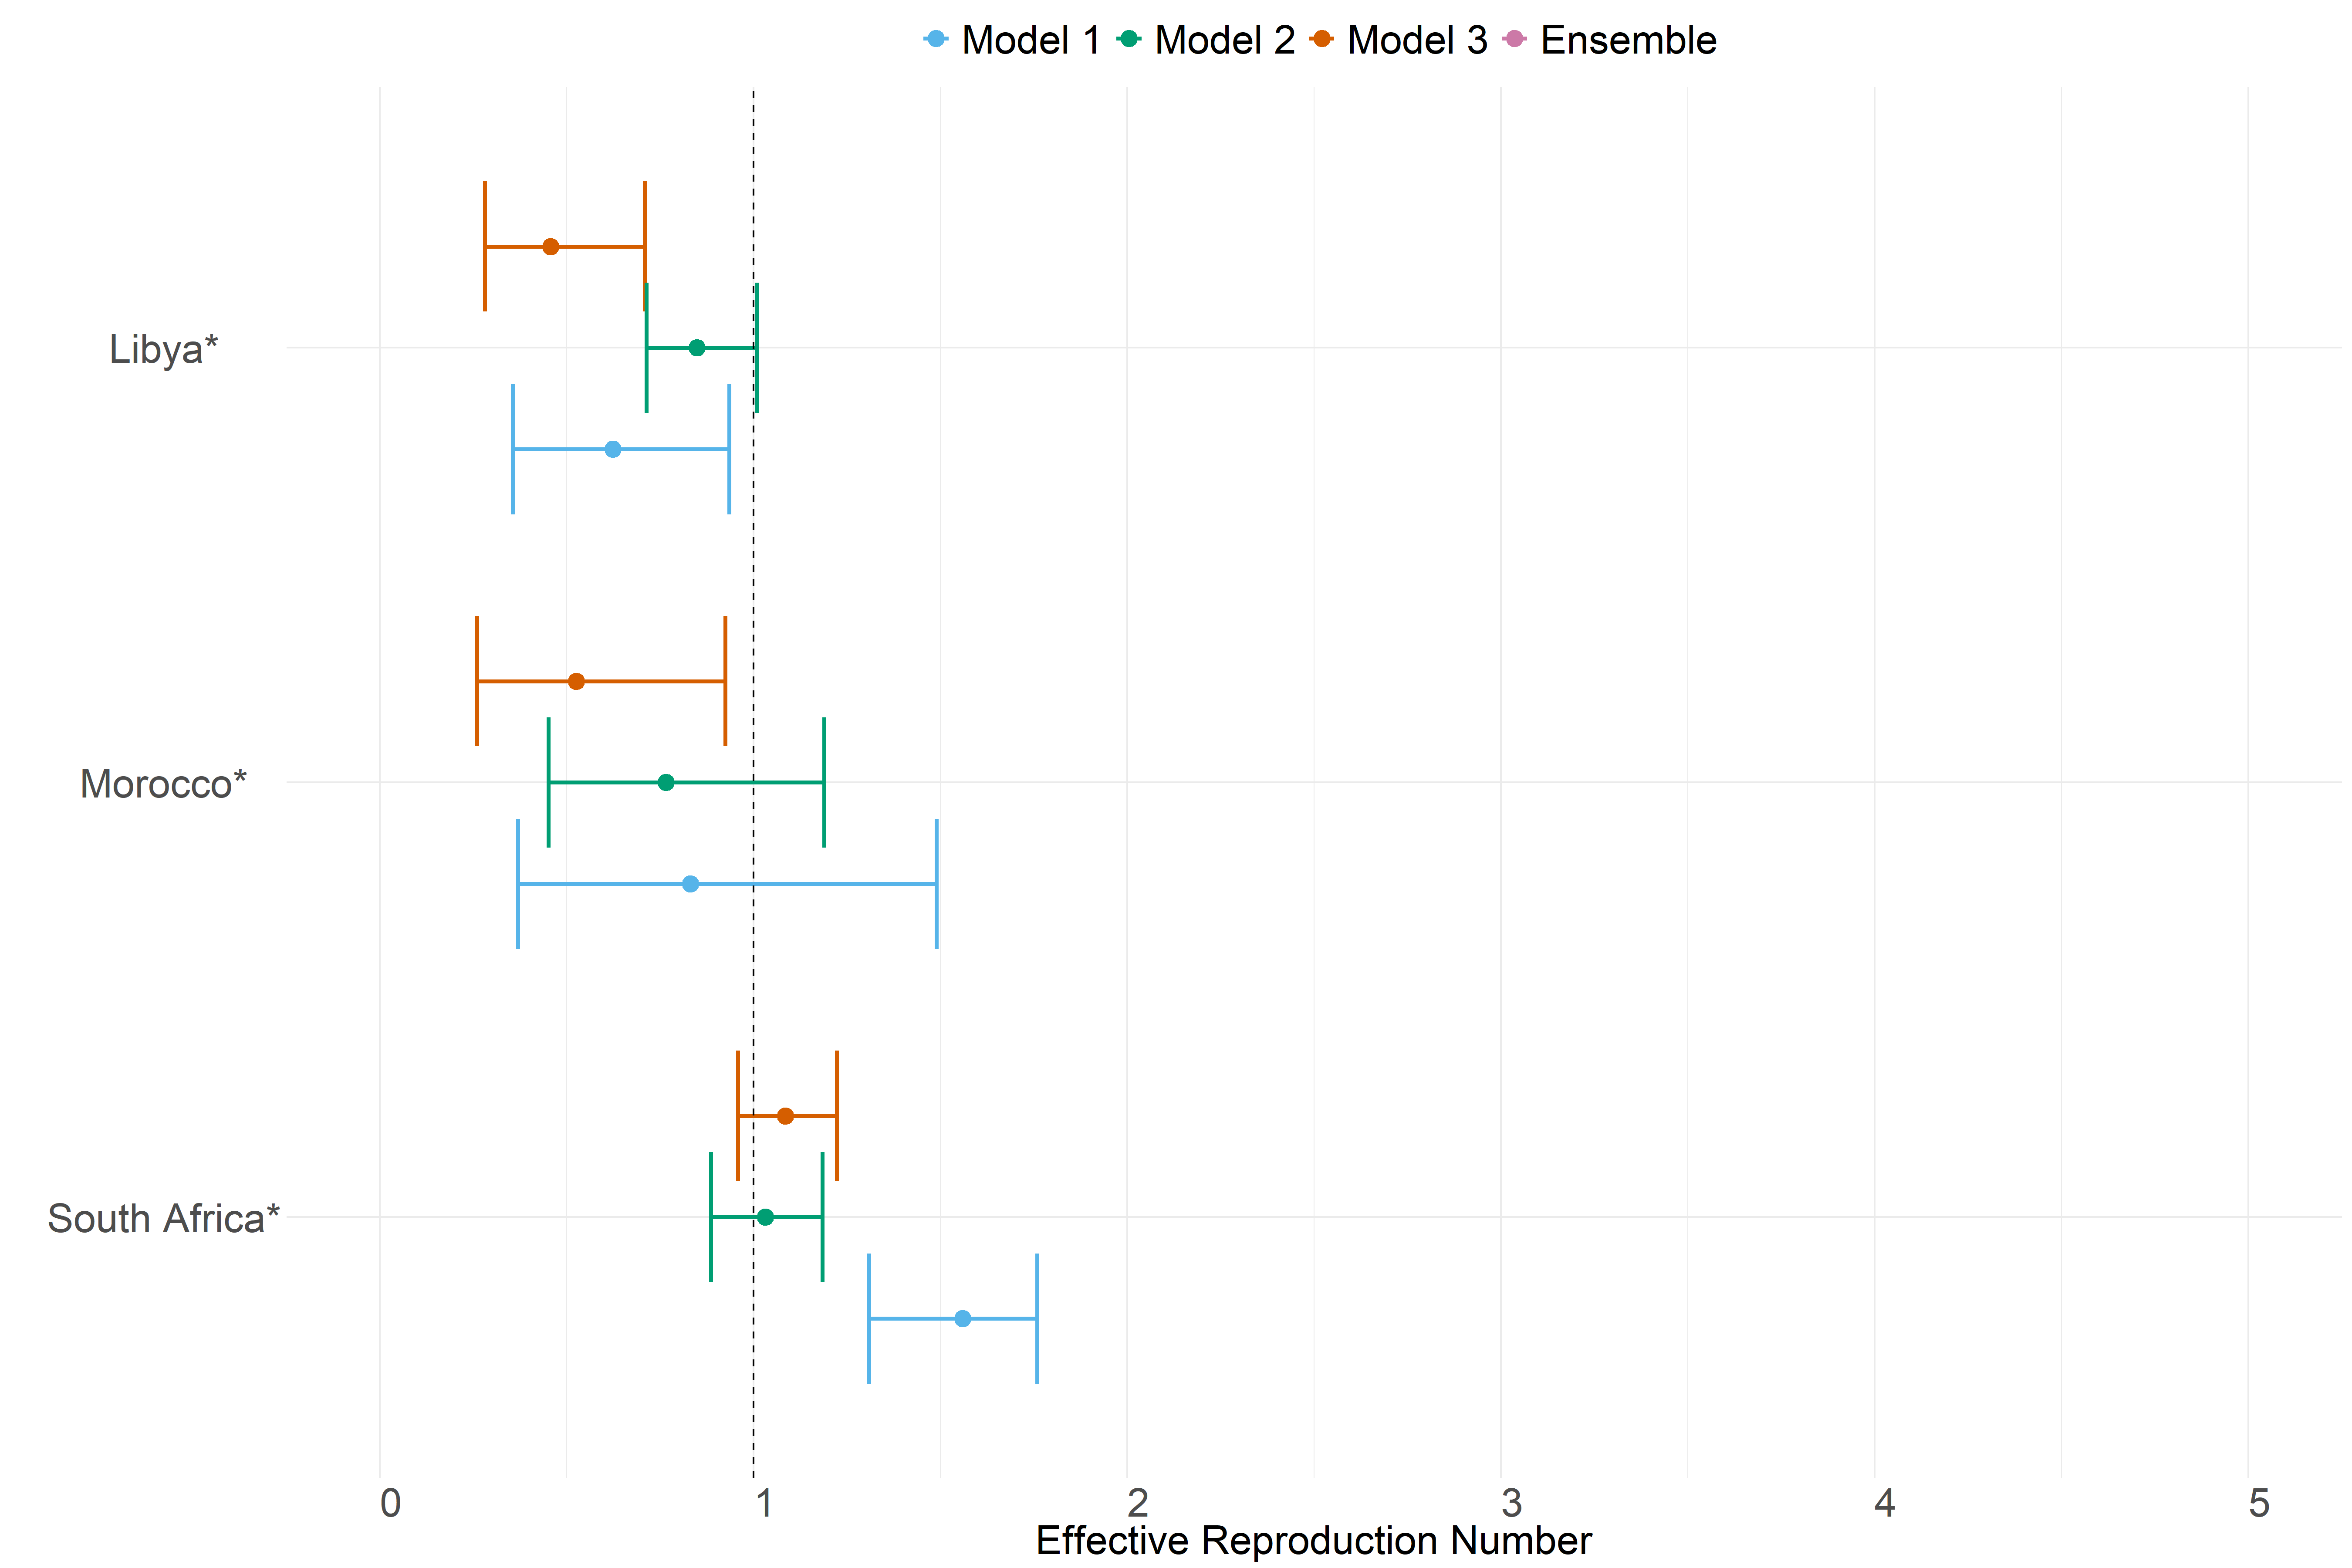 Model 1 Model 2 Model 3 Ensemble
Libya*
Morocco*
South Africa*
0 1 2 3 4 5
Effective Reproduction Number